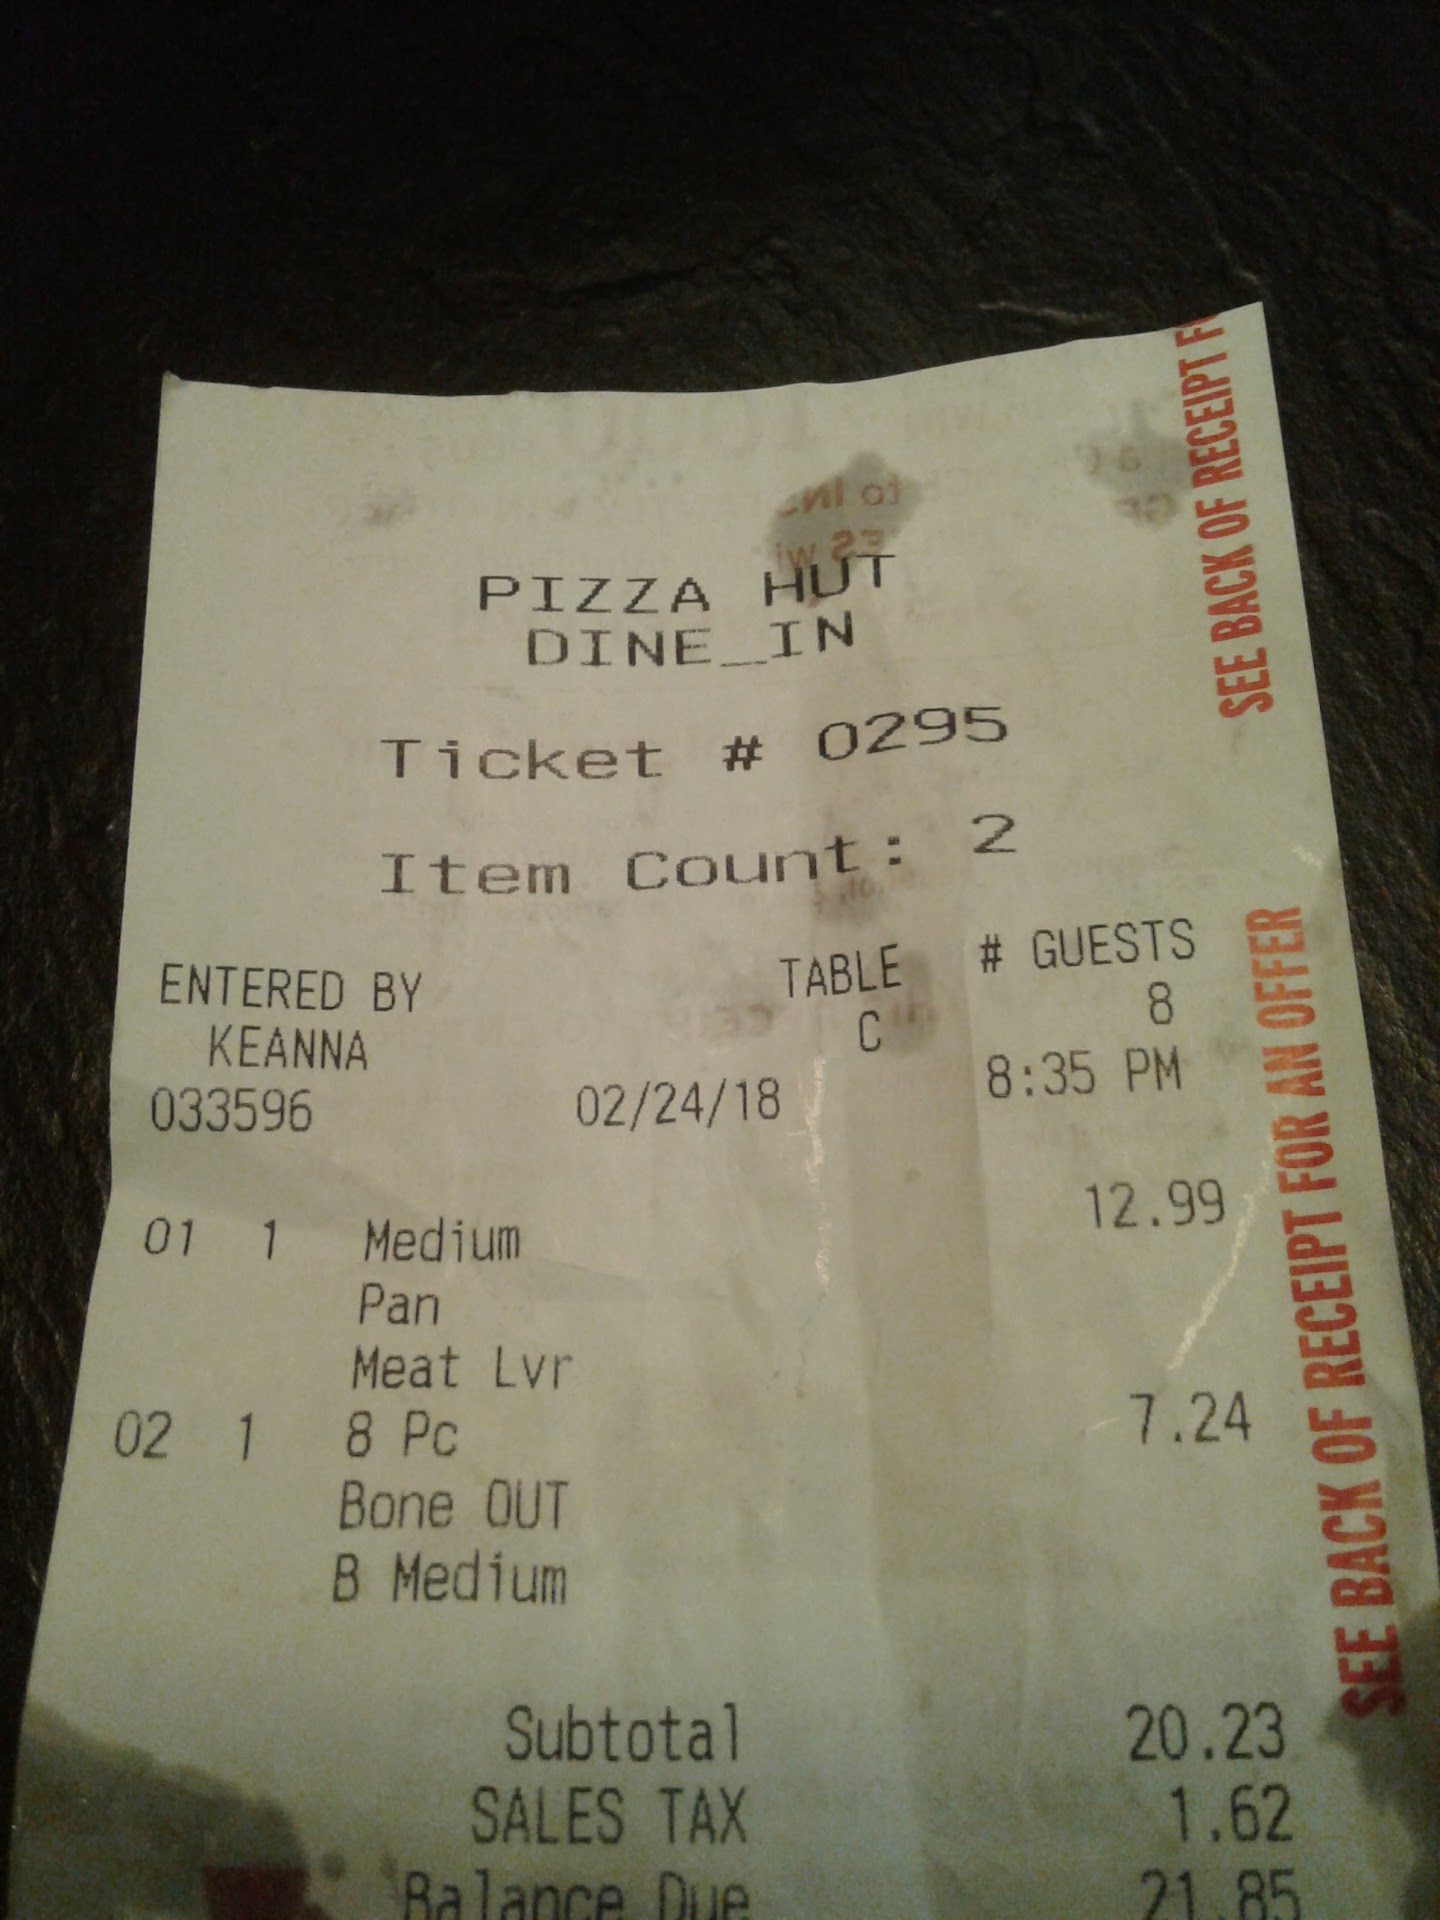 PIZZA HUT
DINE_IN
Ticket # 0295
Item Count: 2
ENTERED BY TABLE # GUESTS
KEANNA C 8
033596 02/24/18 8:35 PM
01 1 Medium 12.99
Pan
Meat Lvr
02 1 8 Pc 7.24
Bone OUT
B Medium
Subtotal 20.23
SALES TAX 1.62
Balance Due 21.85
SEE BACK OF RECEIPT FOR AN OFFER
SEE BACK OF RECEIPT